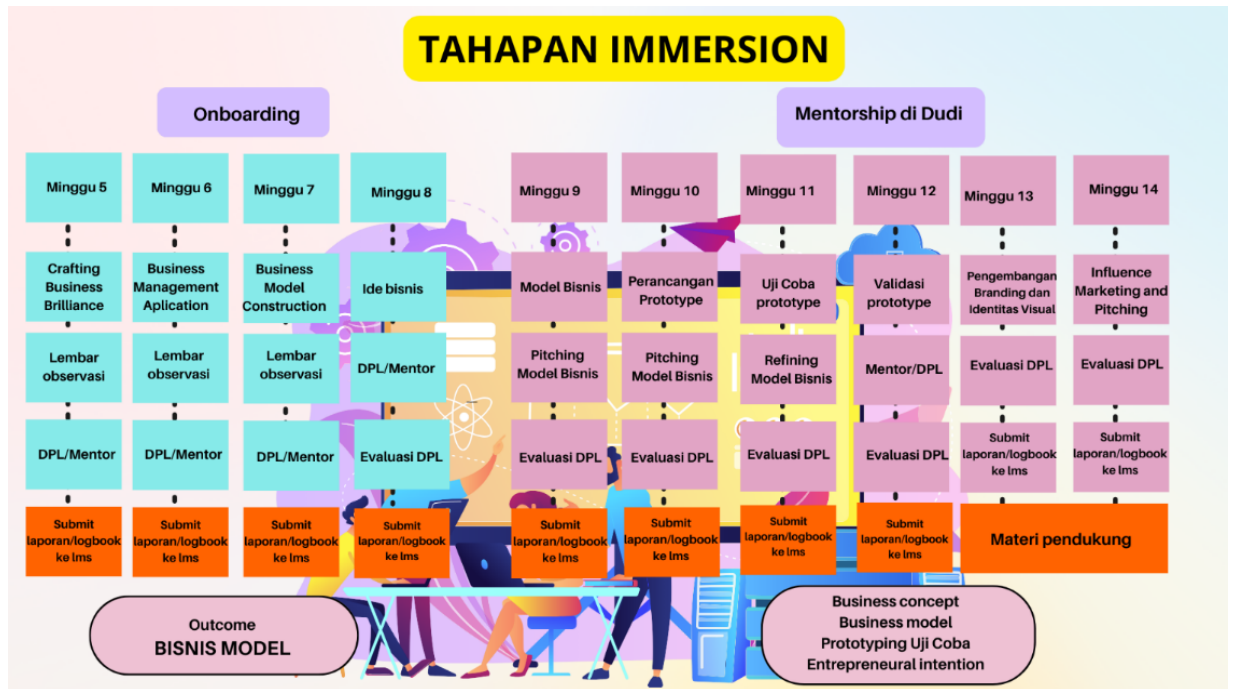 TAHAPAN IMMERSION
Onboarding
Mentorship di Dudi
Minggu 5
Minggu 6
Minggu 7
Minggu 8
Minggu 9
Minggu 10
Minggu 11
Minggu 12
Minggu 13
Minggu 14
Crafting
Business
Brilliance
Business
Management
Aplication
Business
Model
Construction
Ide bisnis
Model Bisnis
Perancangan
Prototype
Uji Coba
prototype
Validasi
prototype
Pengembangan
Branding dan
Identitas Visual
Influence
Marketing and
Pitching
Lembar
observasi
Lembar
observasi
Lembar
observasi
DPL/Mentor
Pitching
Model Bisnis
Pitching
Model Bisnis
Refining
Model Bisnis
Mentor/DPL
Evaluasi DPL
Evaluasi DPL
DPL/Mentor
DPL/Mentor
DPL/Mentor
Evaluasi DPL
Evaluasi DPL
Evaluasi DPL
Evaluasi DPL
Evaluasi DPL
Submit
laporan/logbook
ke lms
Submit
laporan/logbook
ke lms
Submit
laporan/logbook
ke lms
Submit
laporan/logbook
ke lms
Submit
laporan/logbook
ke lms
Submit
laporan/logbook
ke lms
Submit
laporan/logbook
ke lms
Submit
laporan/logbook
ke lms
Submit
laporan/logbook
ke lms
Submit
laporan/logbook
ke lms
Materi pendukung
Outcome
BISNIS MODEL
Business concept
Business model
Prototyping Uji Coba
Entrepreneural intention